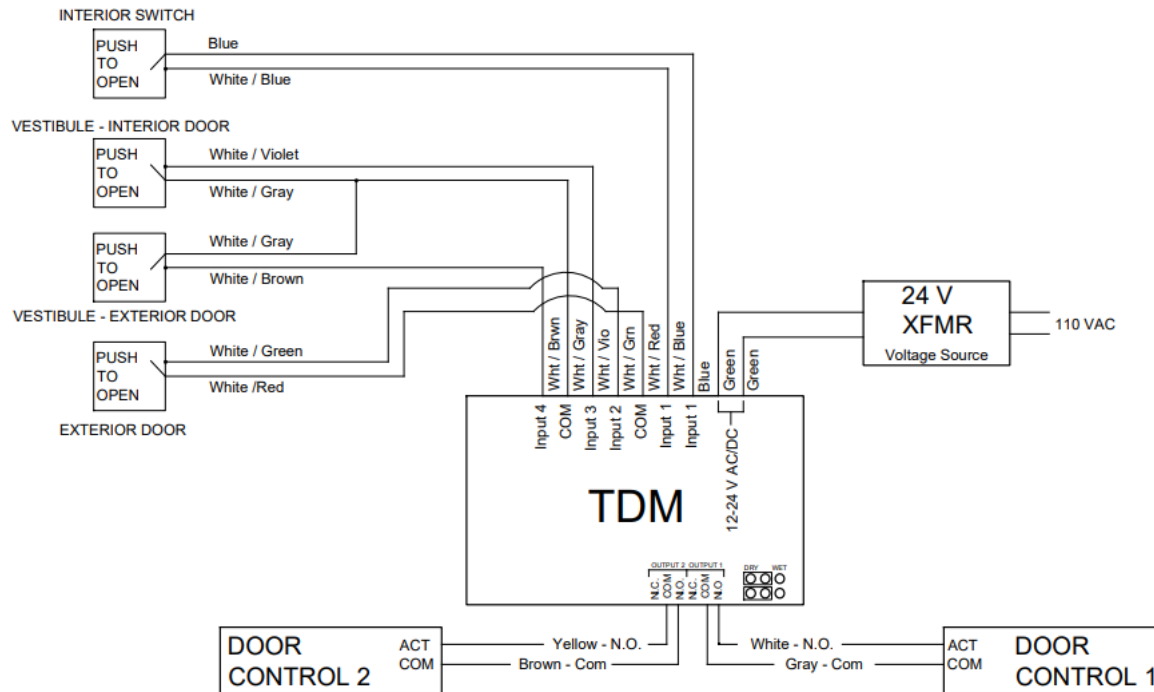 INTERIOR SWITCH
PUSH
TO
OPEN
Blue
White / Blue
VESTIBULE - INTERIOR DOOR
PUSH
TO
OPEN
White / Violet
White / Gray
PUSH
TO
OPEN
White / Gray
White / Brown
VESTIBULE - EXTERIOR DOOR
PUSH
TO
OPEN
White / Green
White /Red
EXTERIOR DOOR
24 V
XFMR
Voltage Source
110 VAC
Wht / Brwn
Wht / Gray
Wht / Vio
Wht / Grn
Wht / Red
Wht / Blue
Blue
Green
Green
Input 4
COM
Input 3
Input 2
COM
Input 1
Input 1
12-24 V AC/DC
TDM
OUTPUT 2
OUTPUT 1
N.C.
COM
N.O.
N.C.
COM
N.O.
DRY
WET
DOOR
CONTROL 2
ACT
COM
Yellow - N.O.
Brown - Com
White - N.O.
Gray - Com
ACT
COM
DOOR
CONTROL 1